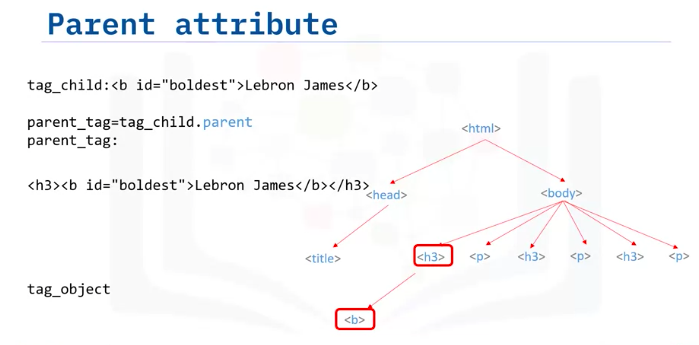 Parent attribute
tag_child:<b id="boldest">Lebron James</b>
parent_tag=tag_child.parent
parent_tag:
<html>
<h3><b id="boldest">Lebron James</b></h3>
<head>
<body>
<title>
<h3>
<p>
<h3>
<p>
<h3>
<p>
tag_object
<b>